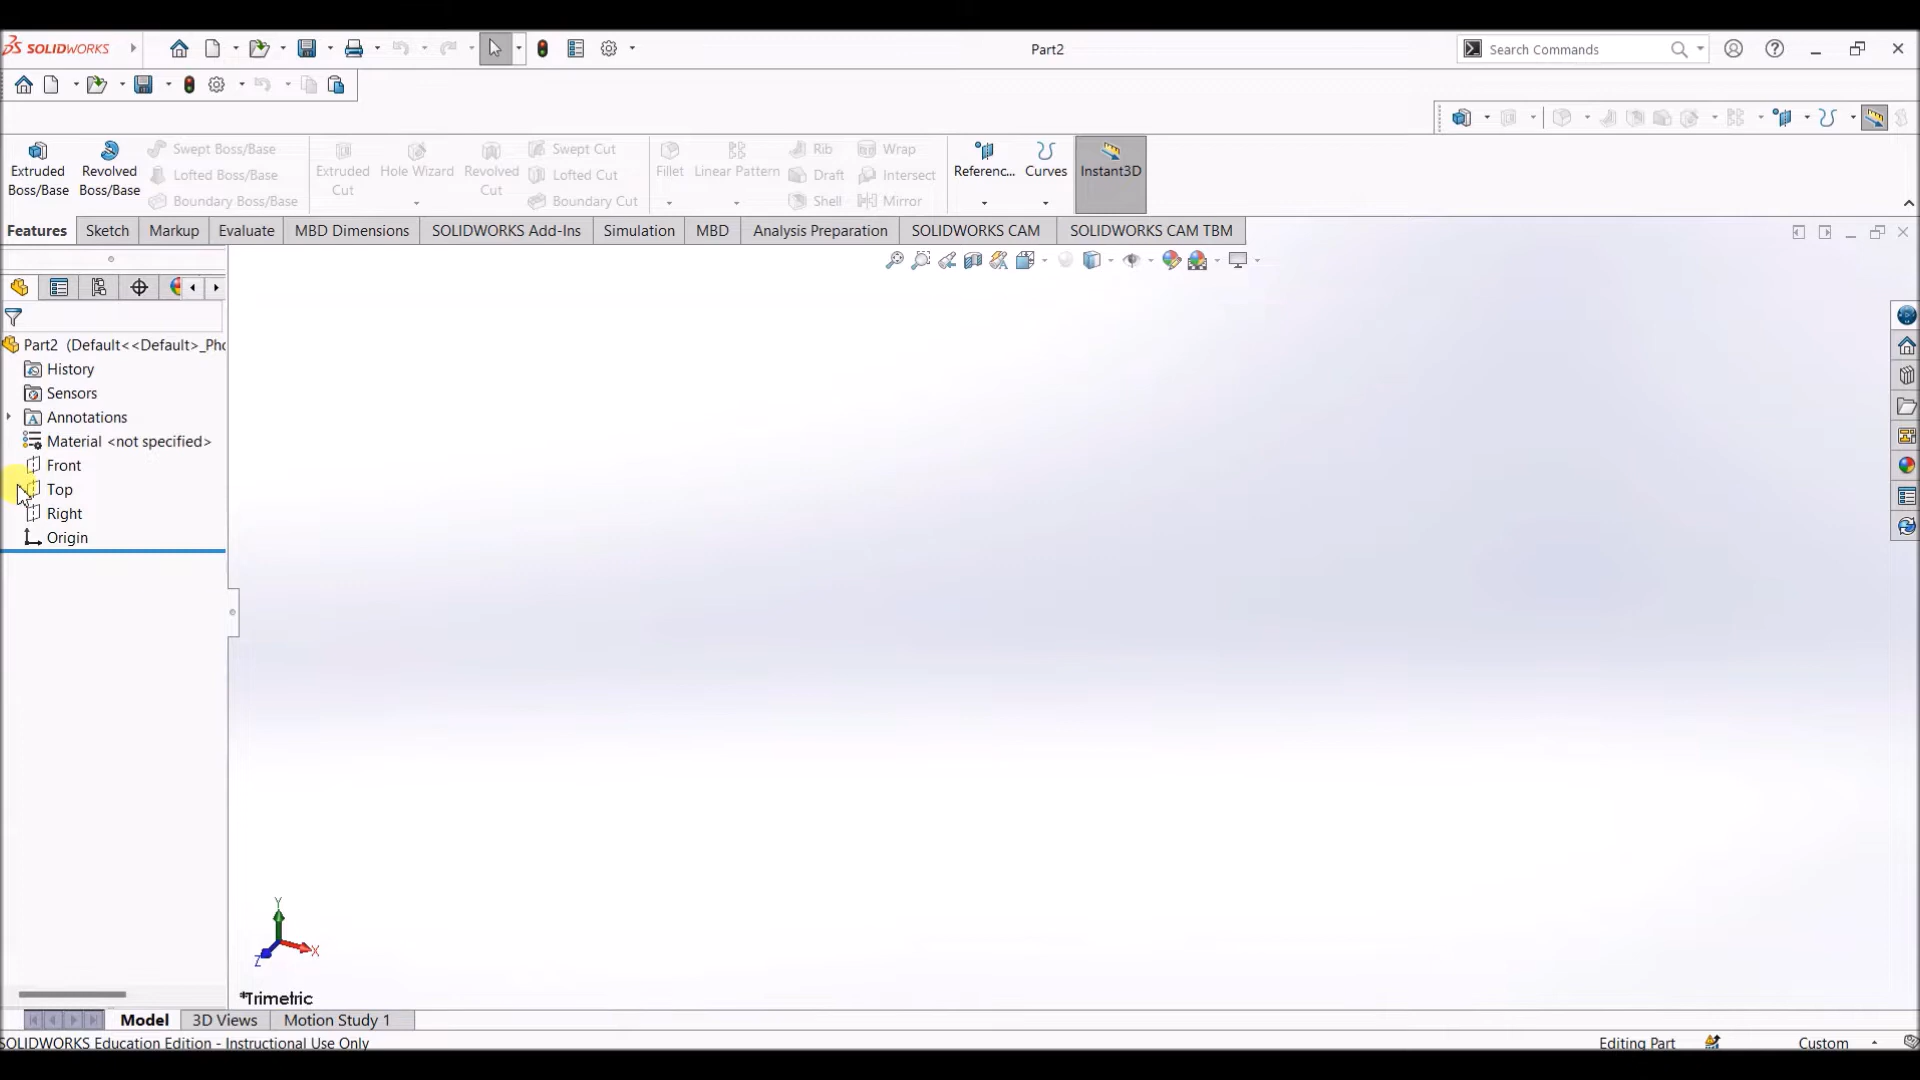 SOLIDWORKS
Part2
Search Commands
Extruded Boss/Base
Revolved Boss/Base
Swept Boss/Base
Lofted Boss/Base
Boundary Boss/Base
Extruded Cut
Hole Wizard
Revolved Cut
Swept Cut
Lofted Cut
Boundary Cut
Fillet
Linear Pattern
Rib
Draft
Shell
Wrap
Intersect
Mirror
Referenc...
Curves
Instant3D
Features
Sketch
Markup
Evaluate
MBD Dimensions
SOLIDWORKS Add-Ins
Simulation
MBD
Analysis Preparation
SOLIDWORKS CAM
SOLIDWORKS CAM TBM
Part2 (Default<<Default>_Pho
History
Sensors
Annotations
Material <not specified>
Front
Top
Right
Origin
Y
X
Z
*Trimetric
Model
3D Views
Motion Study 1
SOLIDWORKS Education Edition - Instructional Use Only
Editing Part
Custom